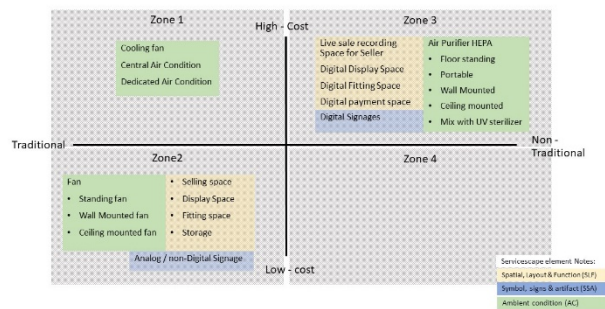 Zone 1
High - Cost
Zone 3
Cooling fan
Central Air Condition
Dedicated Air Condition
Live sale recording
Space for Seller
Digital Display Space
Digital Fitting Space
Digital payment space
Digital Signages
Air Purifier HEPA
• Floor standing
• Portable
• Wall Mounted
• Ceiling mounted
• Mix with UV sterilizer
Traditional
Non -
Traditional
Zone2
Zone 4
Fan
• Standing fan
• Wall Mounted fan
• Ceiling mounted fan
• Selling space
• Display Space
• Fitting space
• Storage
Analog / non-Digital Signage
Low - cost
Servicescape element Notes:
Spatial, Layout & Function (SLF)
Symbol, signs & artifact (SSA)
Ambient condition (AC)